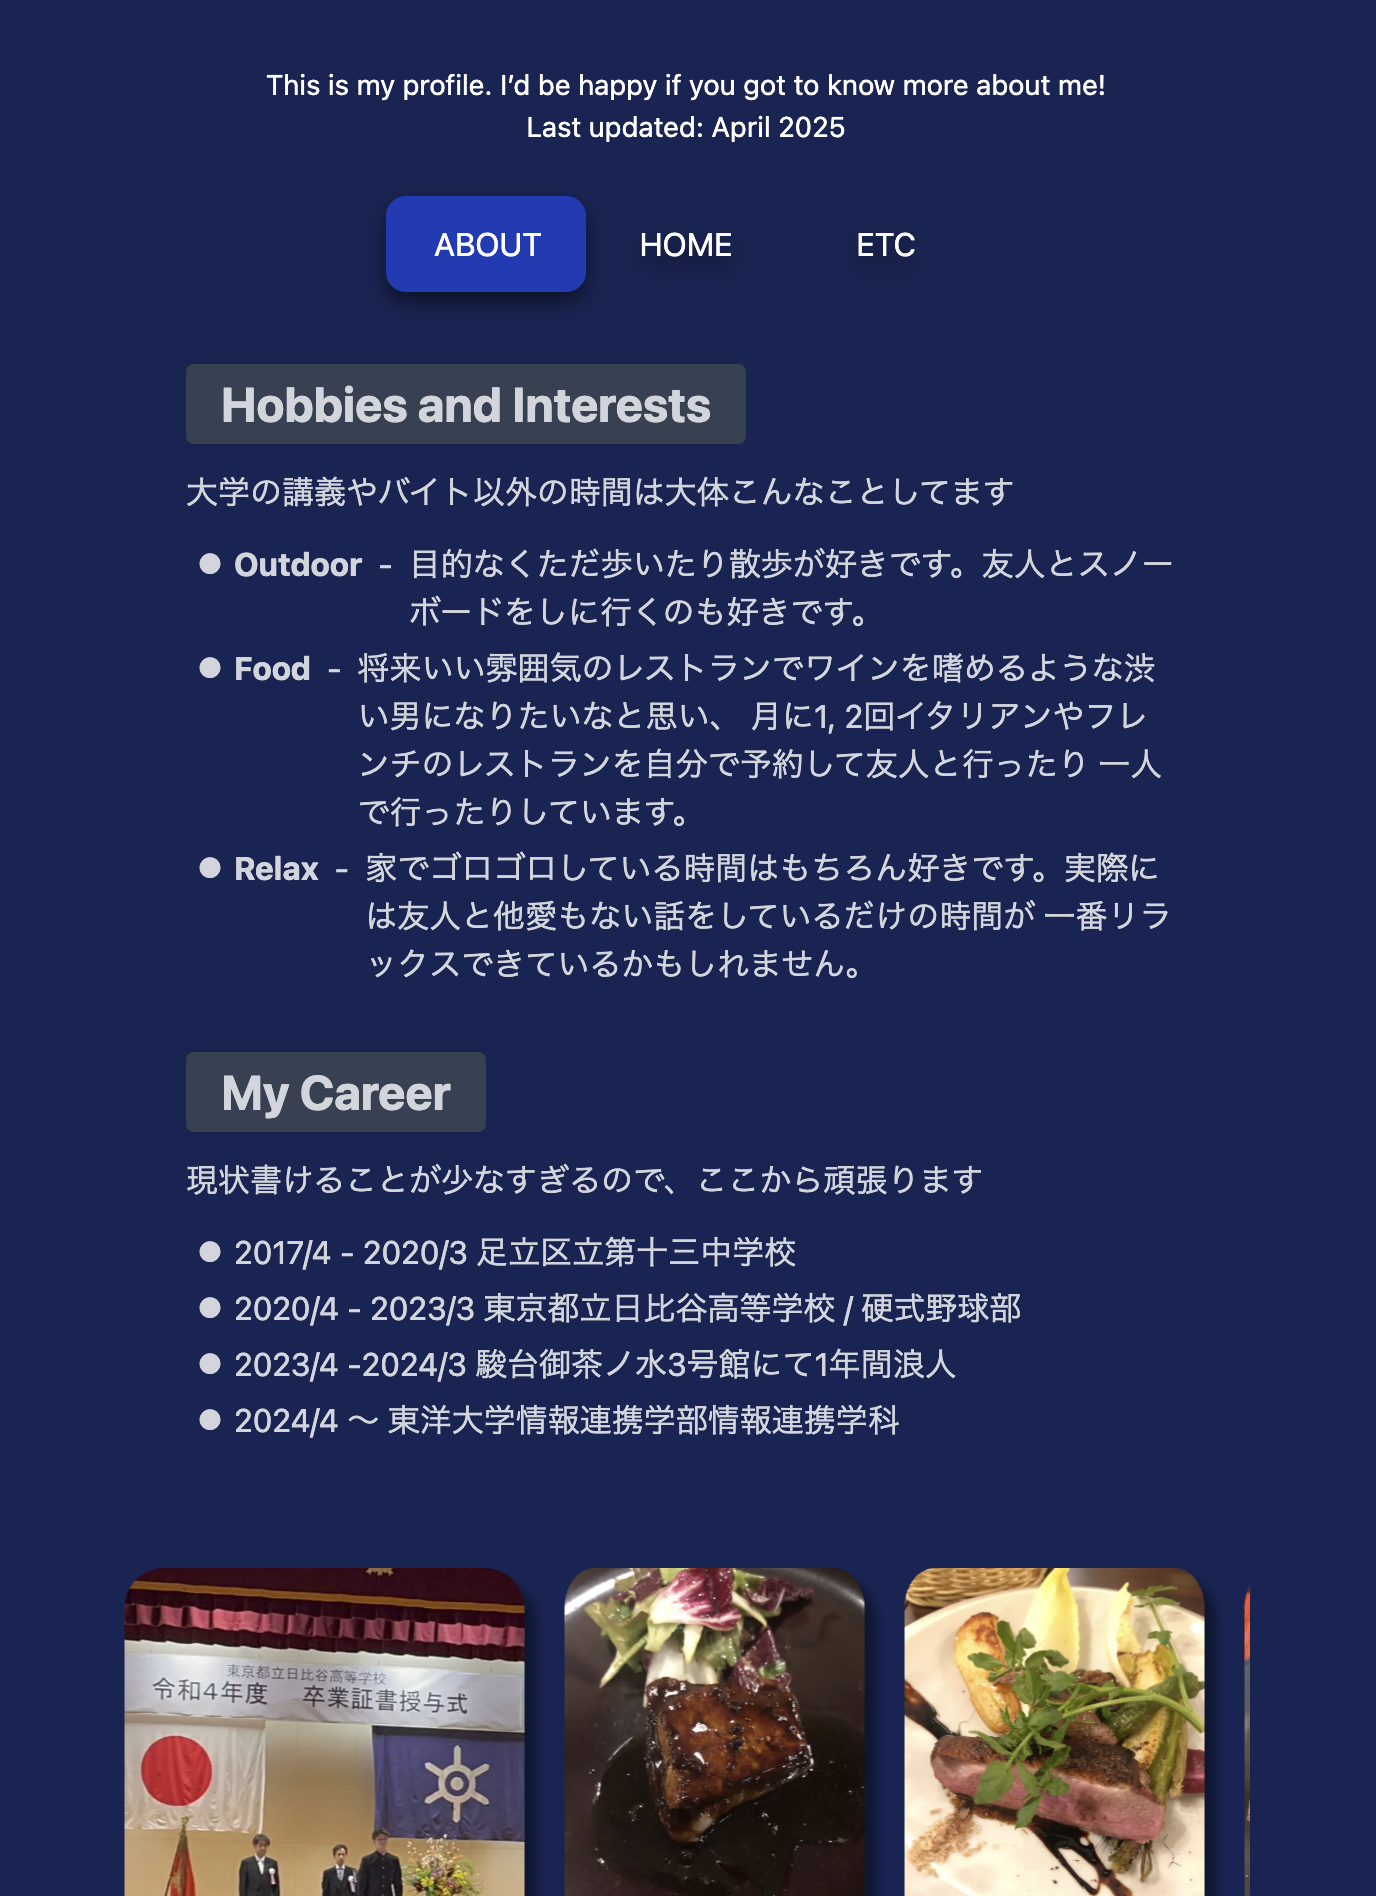 This is my profile. I’d be happy if you got to know more about me!
Last updated: April 2025
ABOUT
HOME
ETC
Hobbies and Interests
大学の講義やバイト以外の時間は大体こんなことしてます
● Outdoor - 目的なくただ歩いたり散歩が好きです。友人とスノー
ボードをしに行くのも好きです。
● Food - 将来いい雰囲気のレストランでワインを嗜めるような渋
い男になりたいなと思い、 月に1, 2回イタリアンやフレ
ンチのレストランを自分で予約して友人と行ったり 一人
で行ったりしています。
● Relax - 家でゴロゴロしている時間はもちろん好きです。実際に
は友人と他愛もない話をしているだけの時間が 一番リラ
ックスできているかもしれません。
My Career
現状書けることが少なすぎるので、ここから頑張ります
● 2017/4 - 2020/3 足立区立第十三中学校
● 2020/4 - 2023/3 東京都立日比谷高等学校 / 硬式野球部
● 2023/4 -2024/3 駿台御茶ノ水3号館にて1年間浪人
● 2024/4 〜 東洋大学情報連携学部情報連携学科
東京都立日比谷高等学校
令和4年度 卒業証書授与式